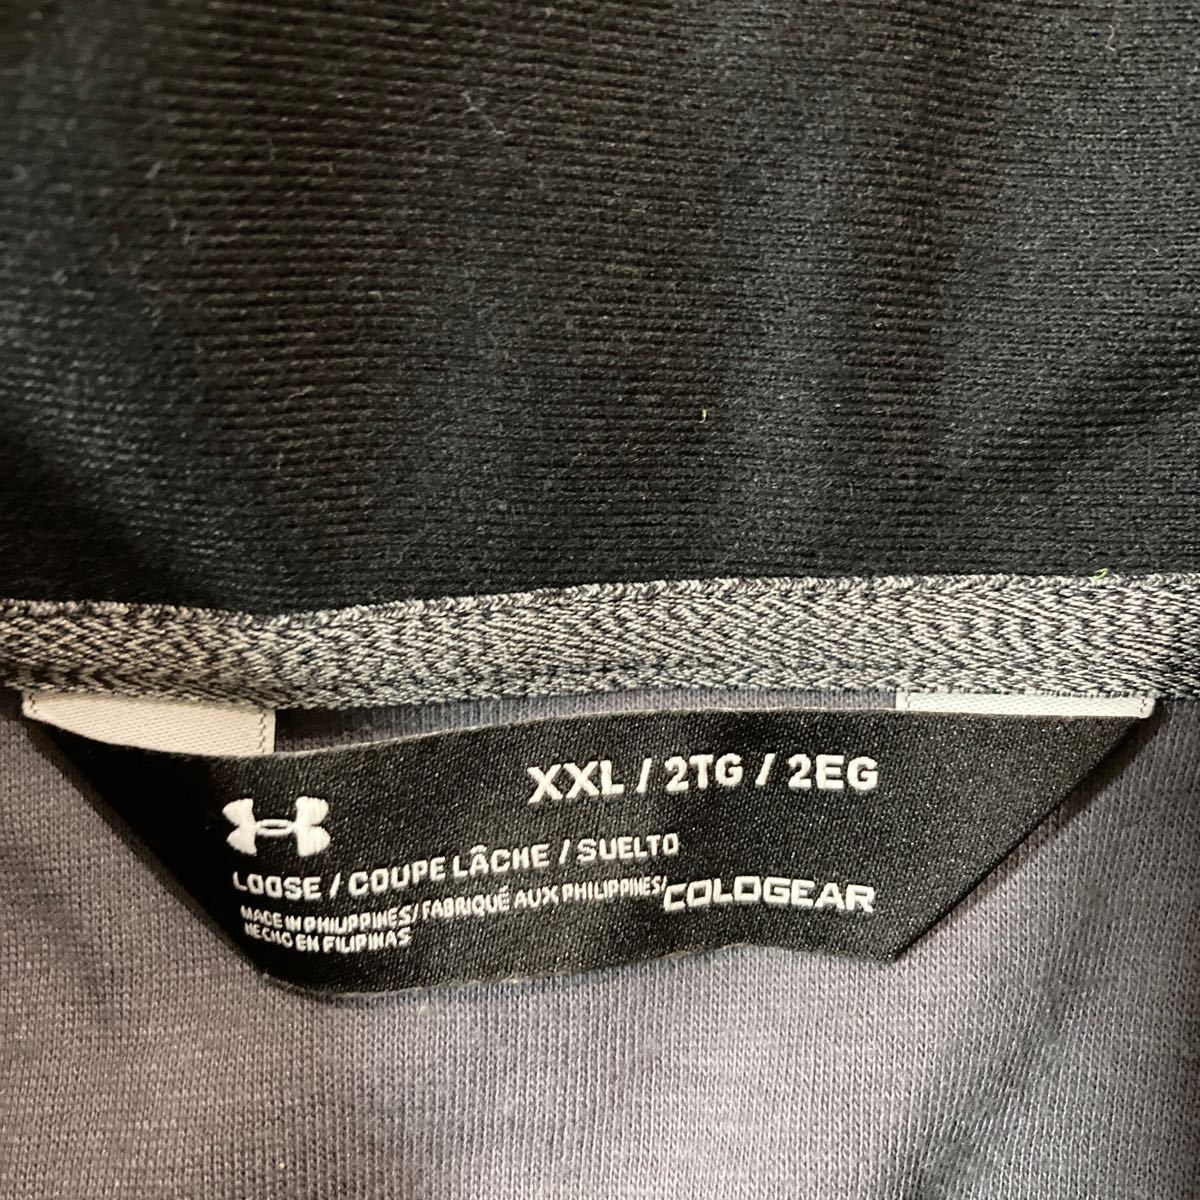 XXL / 2TG / 2EG
LOOSE / COUPE LÂCHE / SUELTO
MADE IN PHILIPPINES/FABRIQUÉ AUX PHILIPPINES/
HECHO EN FILIPINAS
COLDGEAR